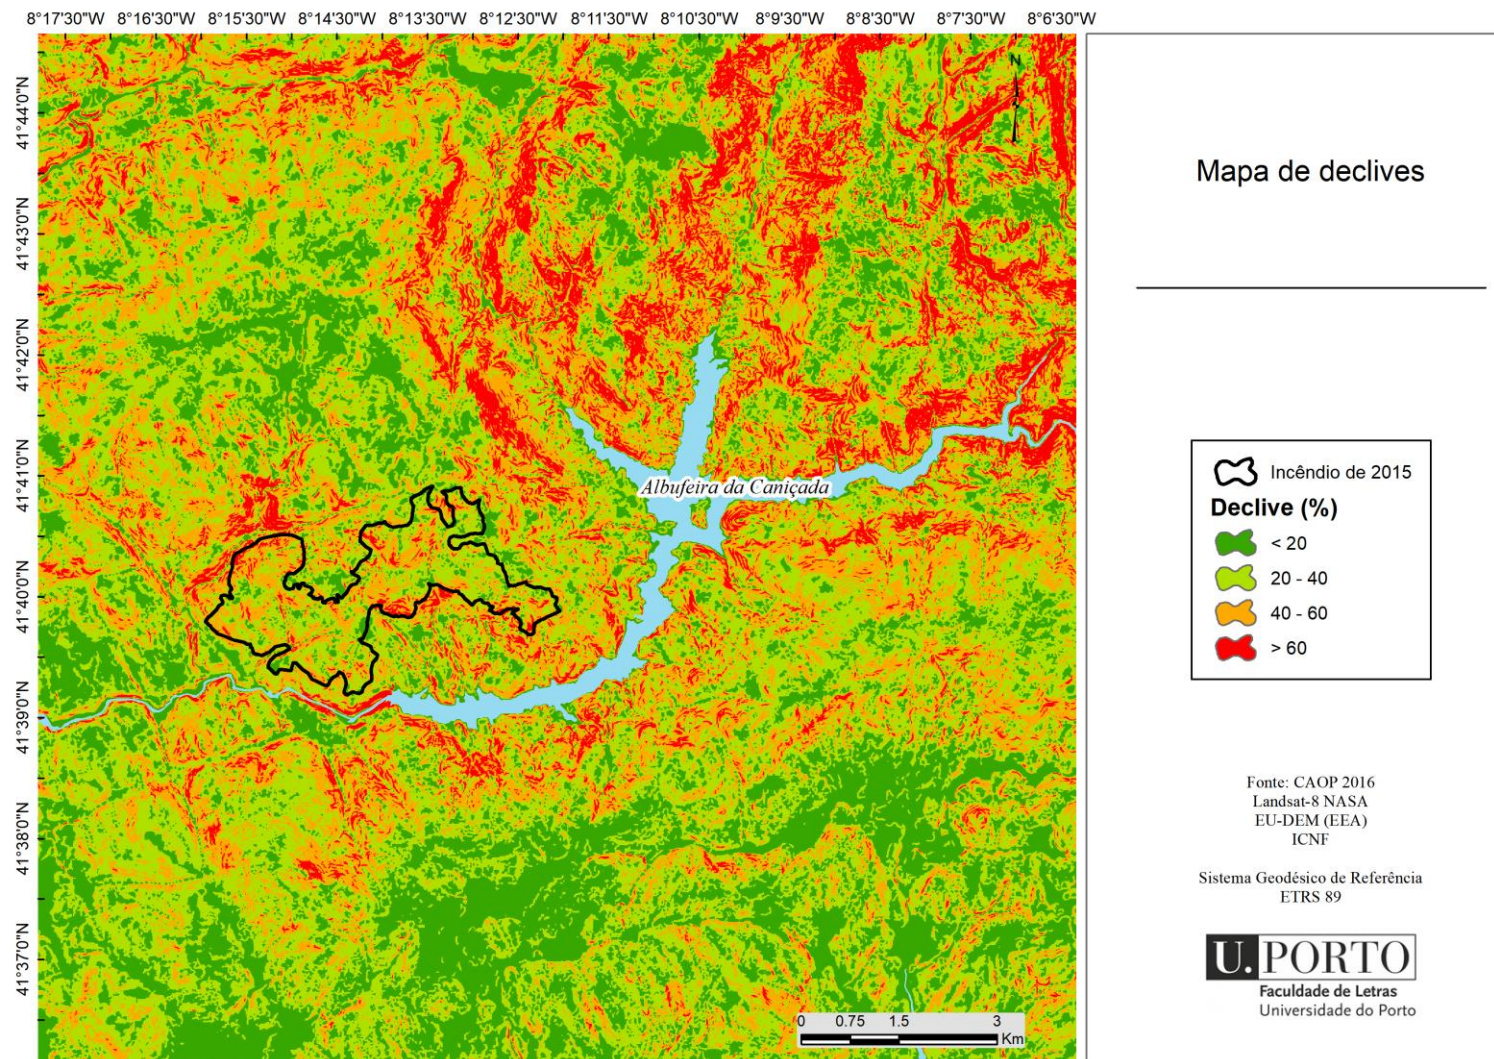 8°17'30"W 8°16'30"W 8°15'30"W 8°14'30"W 8°13'30"W 8°12'30"W 8°11'30"W 8°10'30"W 8°9'30"W 8°8'30"W 8°7'30"W 8°6'30"W
41°44'0"N
41°43'0"N
41°42'0"N
41°41'0"N
41°40'0"N
41°39'0"N
41°38'0"N
41°37'0"N
N
Albufeira da Caniçada
0 0.75 1.5 3
Km
Mapa de declives
Incêndio de 2015
Declive (%)
< 20
20 - 40
40 - 60
> 60
Fonte: CAOP 2016
Landsat-8 NASA
EU-DEM (EEA)
ICNF
Sistema Geodésico de Referência
ETRS 89
U. PORTO
Faculdade de Letras
Universidade do Porto